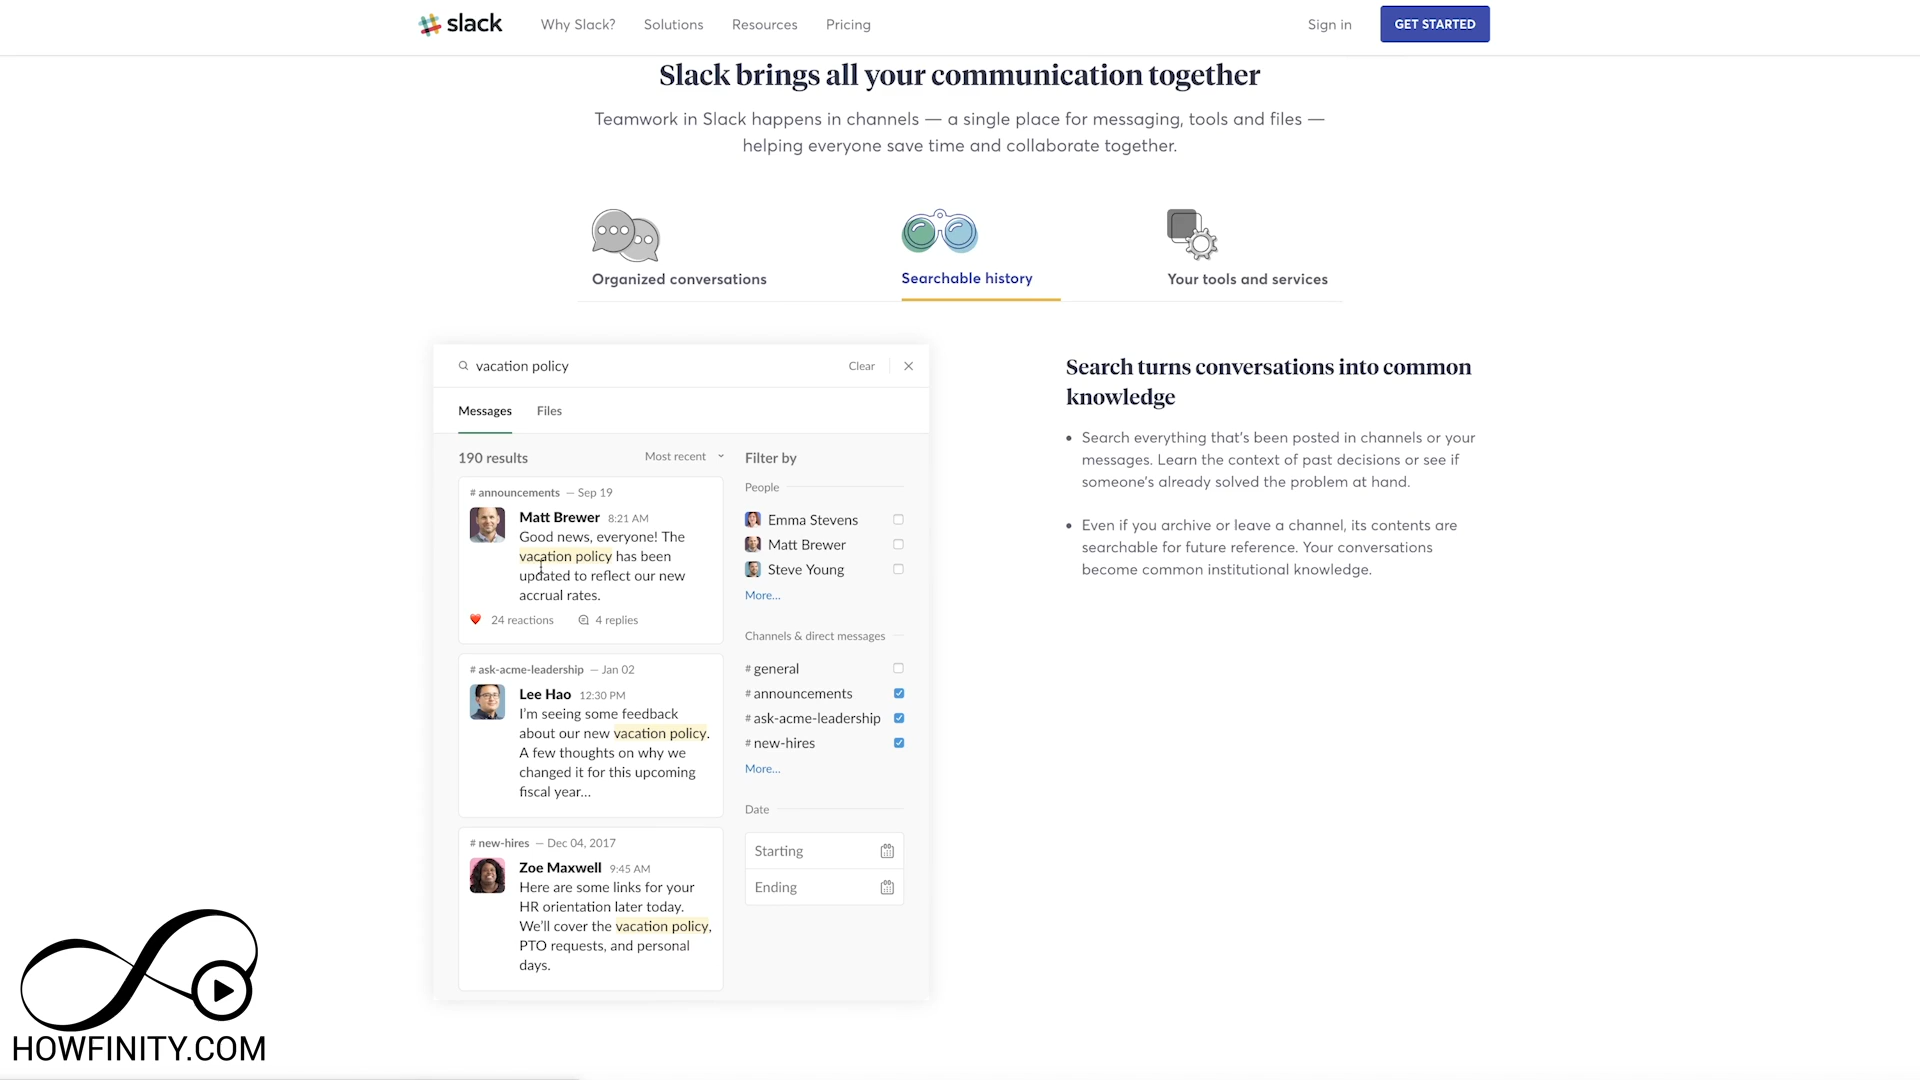 slack
Why Slack?
Solutions
Resources
Pricing
Sign in
GET STARTED
Slack brings all your communication together
Teamwork in Slack happens in channels — a single place for messaging, tools and files —
helping everyone save time and collaborate together.
Organized conversations
Searchable history
Your tools and services
vacation policy
Clear
Messages
Files
190 results
Most recent
# announcements — Sep 19
Matt Brewer 8:21 AM
Good news, everyone! The
vacation policy has been
updated to reflect our new
accrual rates.
24 reactions
4 replies
# ask-acme-leadership — Jan 02
Lee Hao 12:30 PM
I'm seeing some feedback
about our new vacation policy.
A few thoughts on why we
changed it for this upcoming
fiscal year...
# new-hires — Dec 04, 2017
Zoe Maxwell 9:45 AM
Here are some links for your
HR orientation later today.
We'll cover the vacation policy,
PTO requests, and personal
days.
Filter by
People
Emma Stevens
Matt Brewer
Steve Young
More...
Channels & direct messages
# general
# announcements
# ask-acme-leadership
# new-hires
More...
Date
Starting
Ending
Search turns conversations into common
knowledge
• Search everything that's been posted in channels or your
messages. Learn the context of past decisions or see if
someone's already solved the problem at hand.
• Even if you archive or leave a channel, its contents are
searchable for future reference. Your conversations
become common institutional knowledge.
HOWFINITY.COM